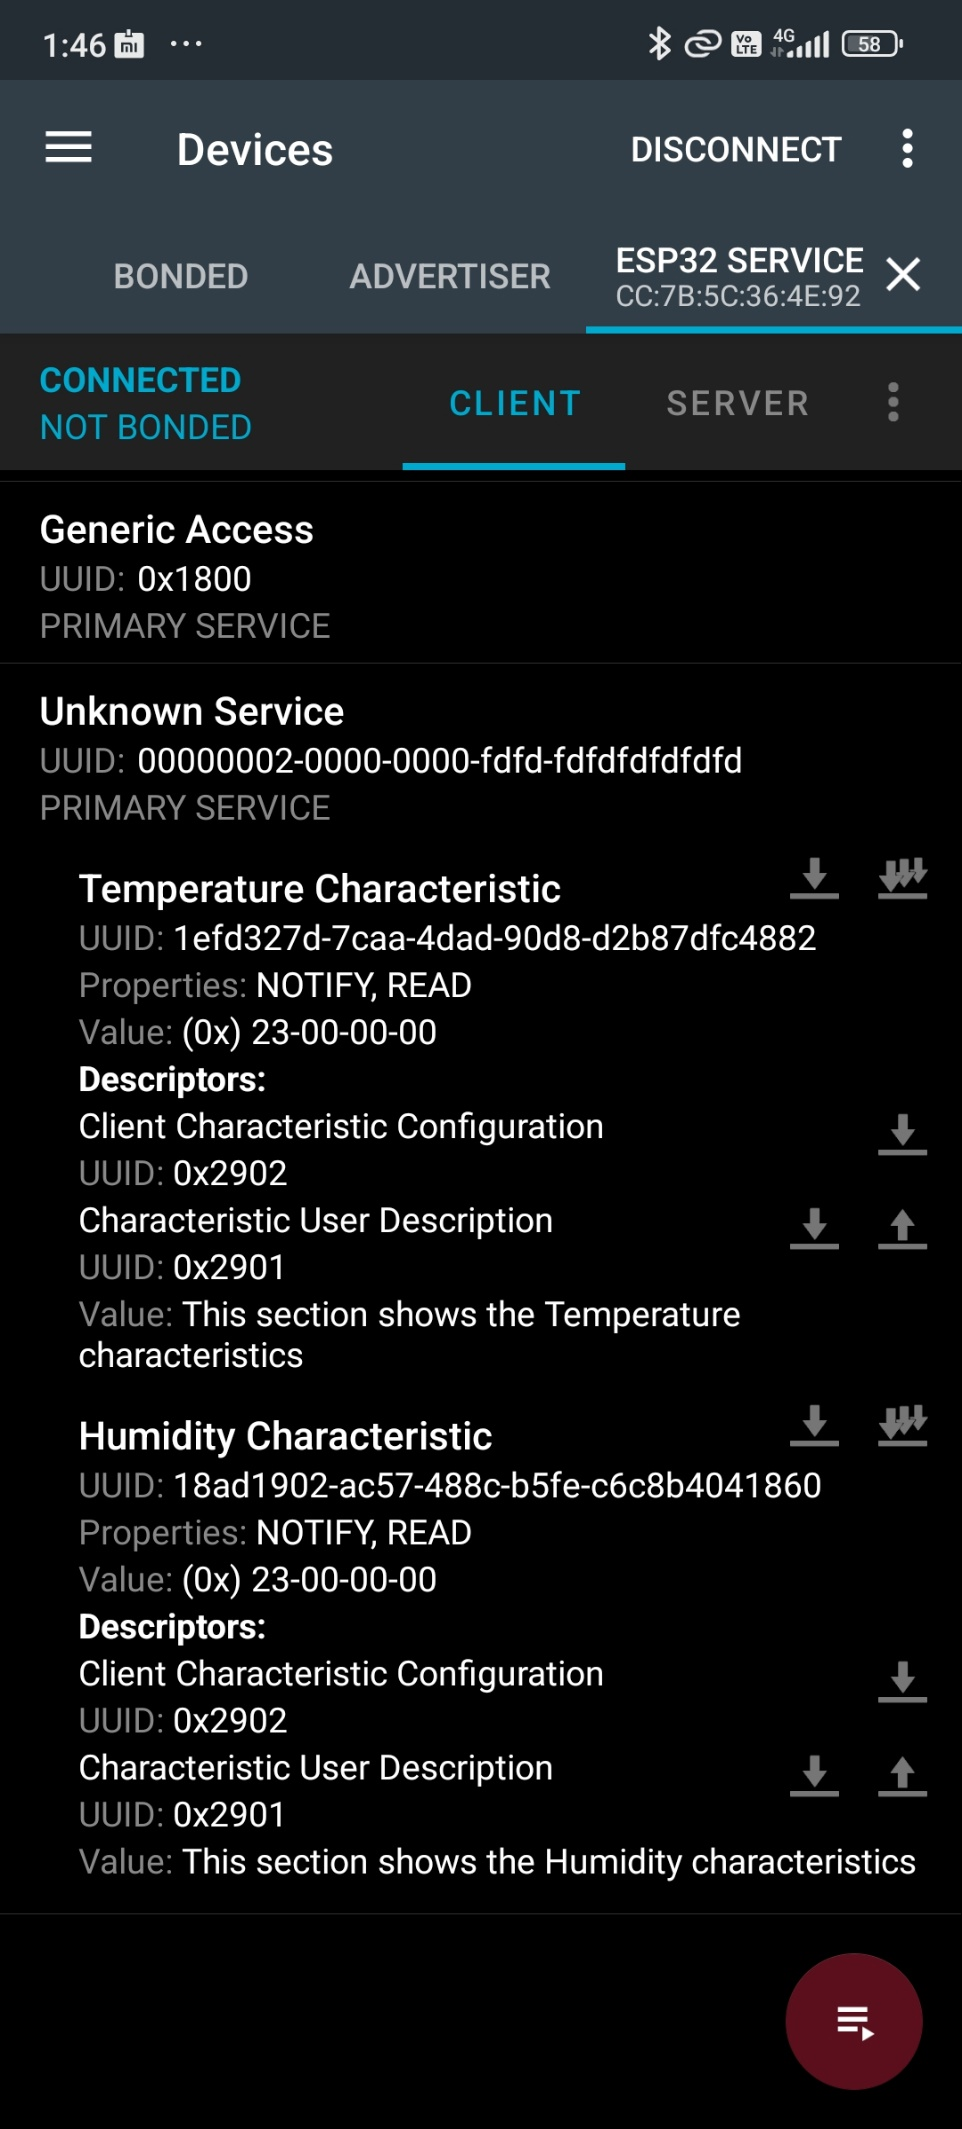 1:46
4G
58
Devices
DISCONNECT
BONDED
ADVERTISER
ESP32 SERVICE
CC:7B:5C:36:4E:92
CONNECTED
NOT BONDED
CLIENT
SERVER
Generic Access
UUID: 0x1800
PRIMARY SERVICE
Unknown Service
UUID: 00000002-0000-0000-fdfd-fdfdfdfdfdfd
PRIMARY SERVICE
Temperature Characteristic
UUID: 1efd327d-7caa-4dad-90d8-d2b87dfc4882
Properties: NOTIFY, READ
Value: (0x) 23-00-00-00
Descriptors:
Client Characteristic Configuration
UUID: 0x2902
Characteristic User Description
UUID: 0x2901
Value: This section shows the Temperature
characteristics
Humidity Characteristic
UUID: 18ad1902-ac57-488c-b5fe-c6c8b4041860
Properties: NOTIFY, READ
Value: (0x) 23-00-00-00
Descriptors:
Client Characteristic Configuration
UUID: 0x2902
Characteristic User Description
UUID: 0x2901
Value: This section shows the Humidity characteristics